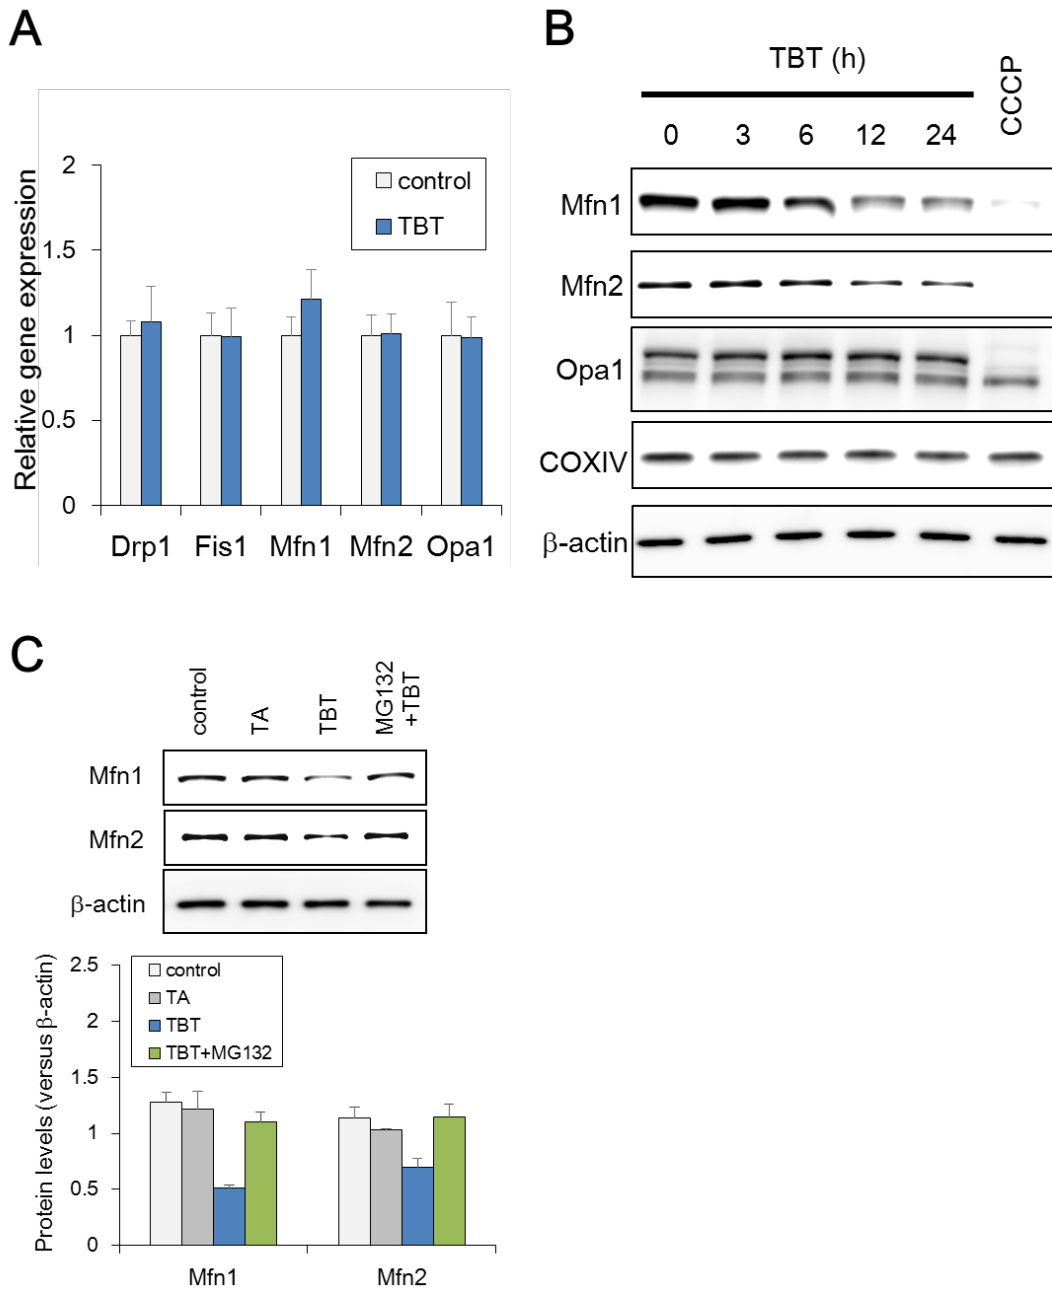 A
Relative gene expression
2
1.5
1
0.5
0
control
TBT
Drp1 Fis1 Mfn1 Mfn2 Opa1
B
TBT (h)
CCCP
0 3 6 12 24
Mfn1
Mfn2
Opa1
COXIV
β-actin
C
control
TA
TBT
MG132
+TBT
Mfn1
Mfn2
β-actin
Protein levels (versus β-actin)
2.5
2
1.5
1
0.5
0
control
TA
TBT
TBT+MG132
Mfn1 Mfn2